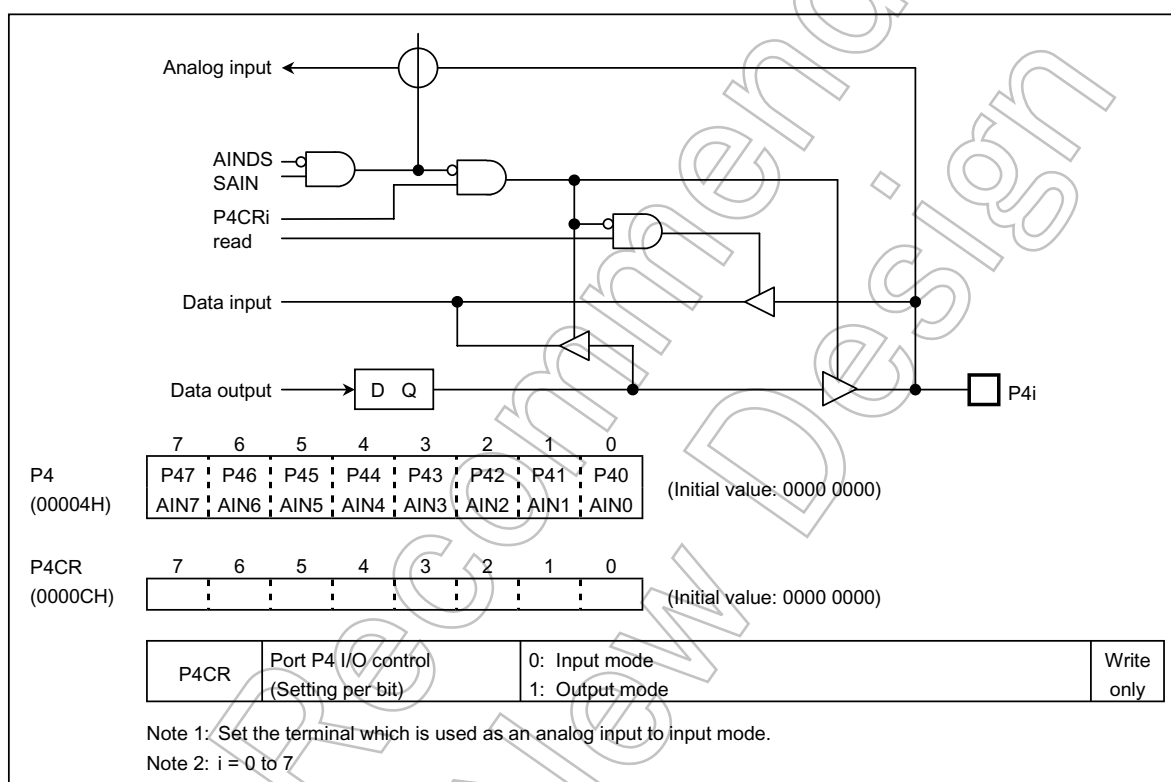 Analog input
AINDS
SAIN
P4CRi
read
Data input
Data output
D Q
P4i
7 6 5 4 3 2 1 0
P4
(00004H)
P47 P46 P45 P44 P43 P42 P41 P40
AIN7 AIN6 AIN5 AIN4 AIN3 AIN2 AIN1 AIN0
(Initial value: 0000 0000)
P4CR
(0000CH)
7 6 5 4 3 2 1 0
(Initial value: 0000 0000)
P4CR
Port P4 I/O control
(Setting per bit)
0: Input mode
1: Output mode
Write
only
Note 1: Set the terminal which is used as an analog input to input mode.
Note 2: i = 0 to 7
Recommend
ew Design